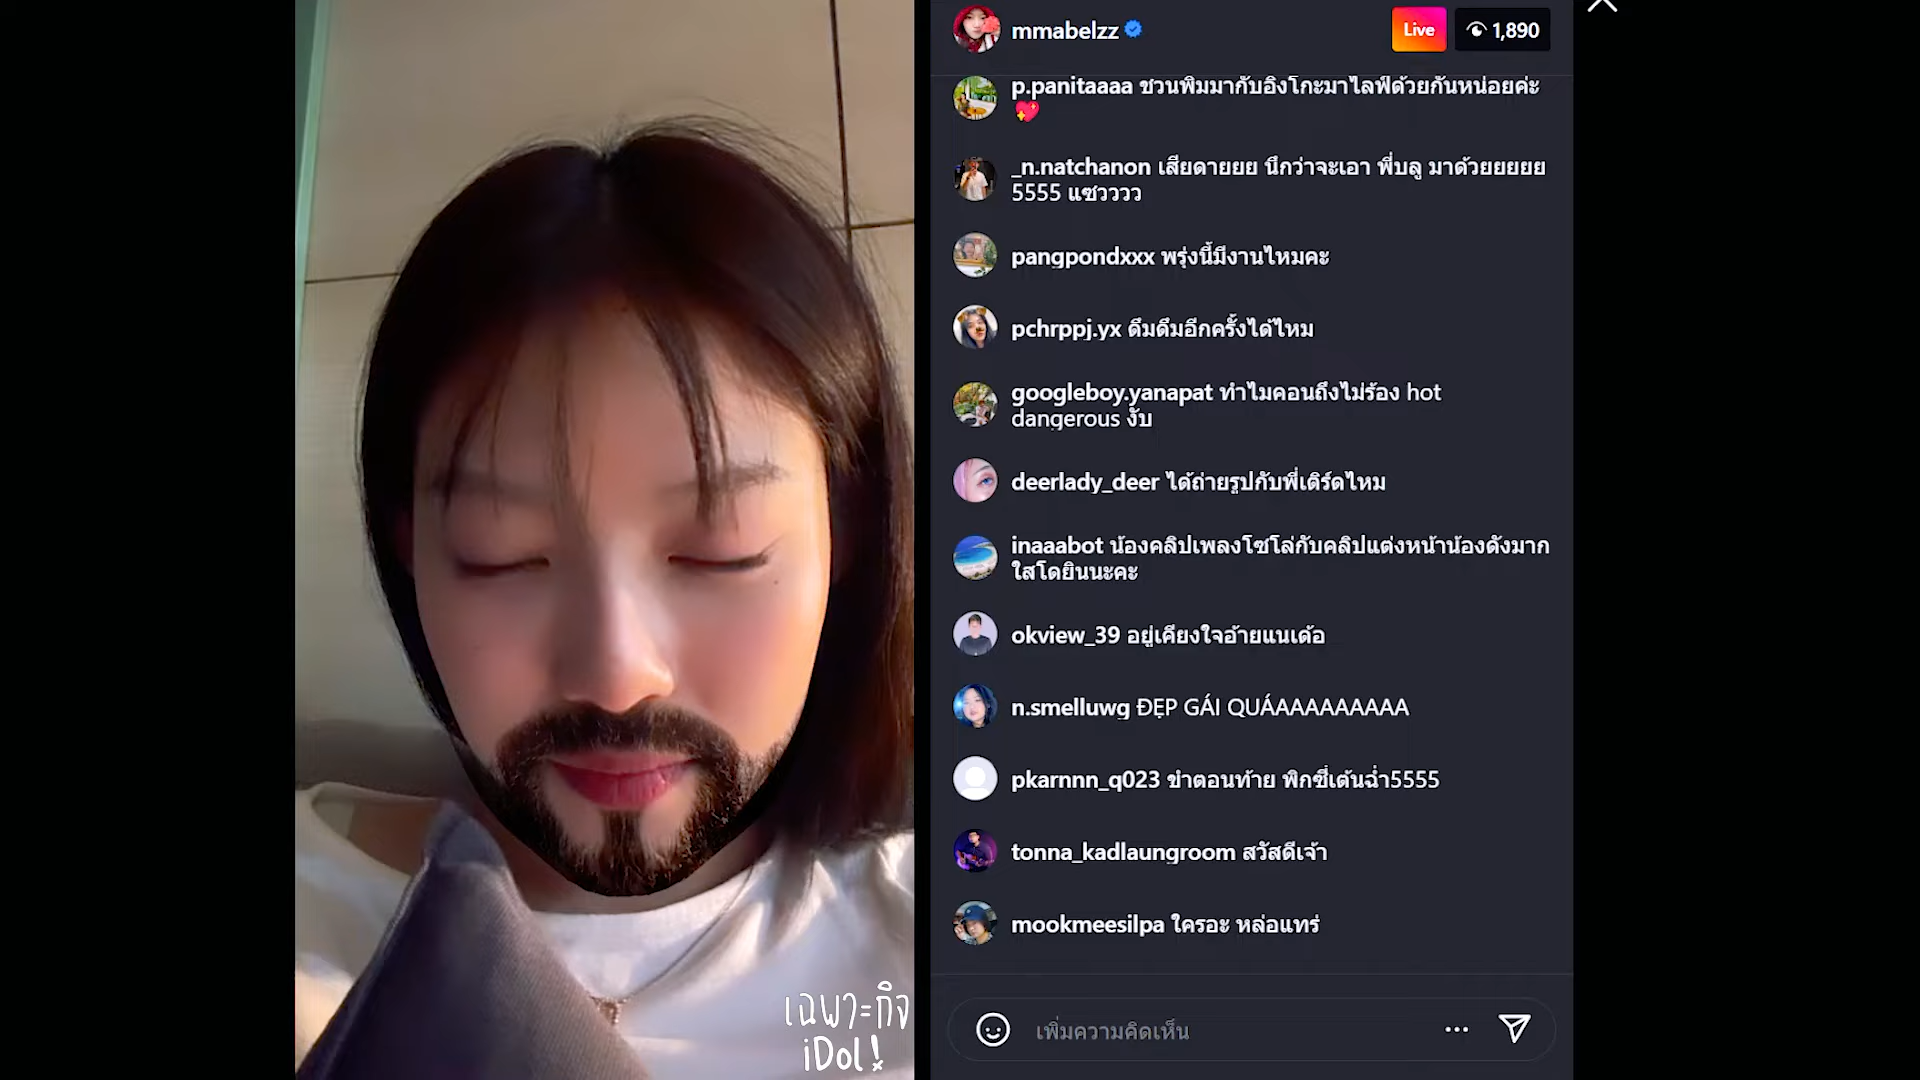 mmabelzz
Live
1,890
p.panitaaaa ชวนพิมมากับอิงโกะมาไลฟ์ด้วยกันหน่อยค่ะ
💖
_n.natchanon เสียดายยย นึกว่าจะเอา พี่บลู มาด้วยยยยย
5555 แซวววว
pangpondxxx พรุ่งนี้มีงานไหมคะ
pchrppj.yx ดึมดึมอีกครั้งได้ไหม
googleboy.yanapat ทำไมคอนถึงไม่ร้อง hot
dangerous งับ
deerlady_deer ได้ถ่ายรูปกับพี่เดิร์ดไหม
inaaabot น้องคลิปเพลงโซโล่กับคลิปแต่งหน้าน้องดังมาก
ใสโดยินนะคะ
okview_39 อยู่เคียงใจอ้ายแนเด้อ
n.smelluwg ĐẸP GÁI QUÁAAAAAAAAA
pkarnnn_q023 ขำตอนท้าย พิกซี่เต้นฉ่ำ5555
tonna_kadlaungroom สวัสดีเจ้า
mookmeesilpa ใครอะ หล่อแทร่
เพิ่มความคิดเห็น
เฉพาะกิจ
iDol!